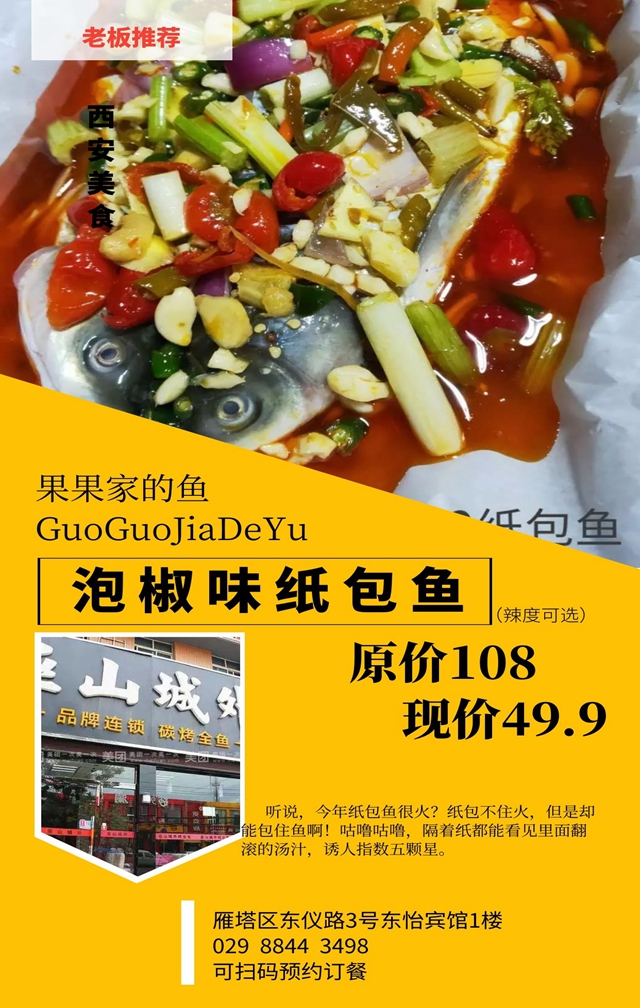 老板推荐
西安美食
纸包鱼
果果家的鱼
GuoGuoJiaDeYu
泡椒味纸包鱼
(辣度可选)
原价108
现价49.9
山城
品牌连锁 碳烤全鱼
美团
听说，今年纸包鱼很火？纸包不住火，但是却
能包住鱼啊！咕噜咕噜，隔着纸都能看见里面翻
滚的汤汁，诱人指数五颗星。
雁塔区东仪路3号东怡宾馆1楼
029 8844 3498
可扫码预约订餐